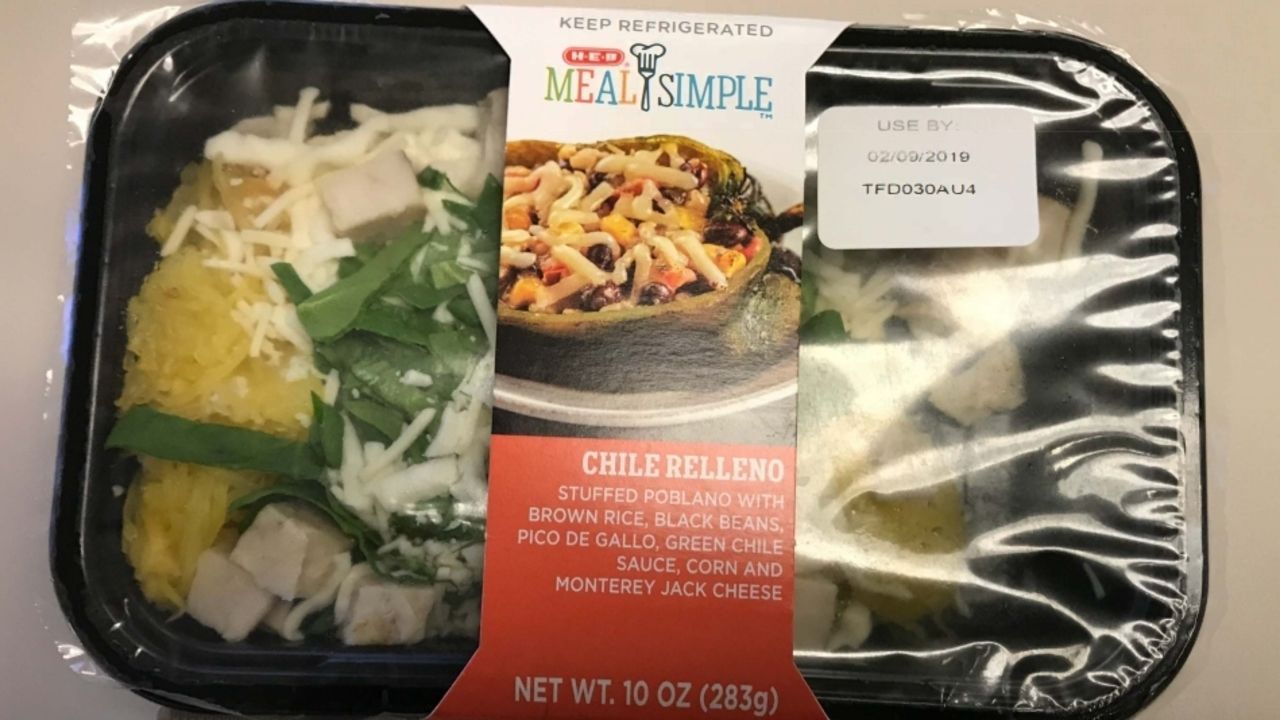 KEEP REFRIGERATED
H-E-B
MEAL SIMPLE™
USE BY:
02/09/2019
TFD030AU4
CHILE RELLENO
STUFFED POBLANO WITH
BROWN RICE, BLACK BEANS,
PICO DE GALLO, GREEN CHILE
SAUCE, CORN AND
MONTEREY JACK CHEESE
NET WT. 10 OZ (283g)